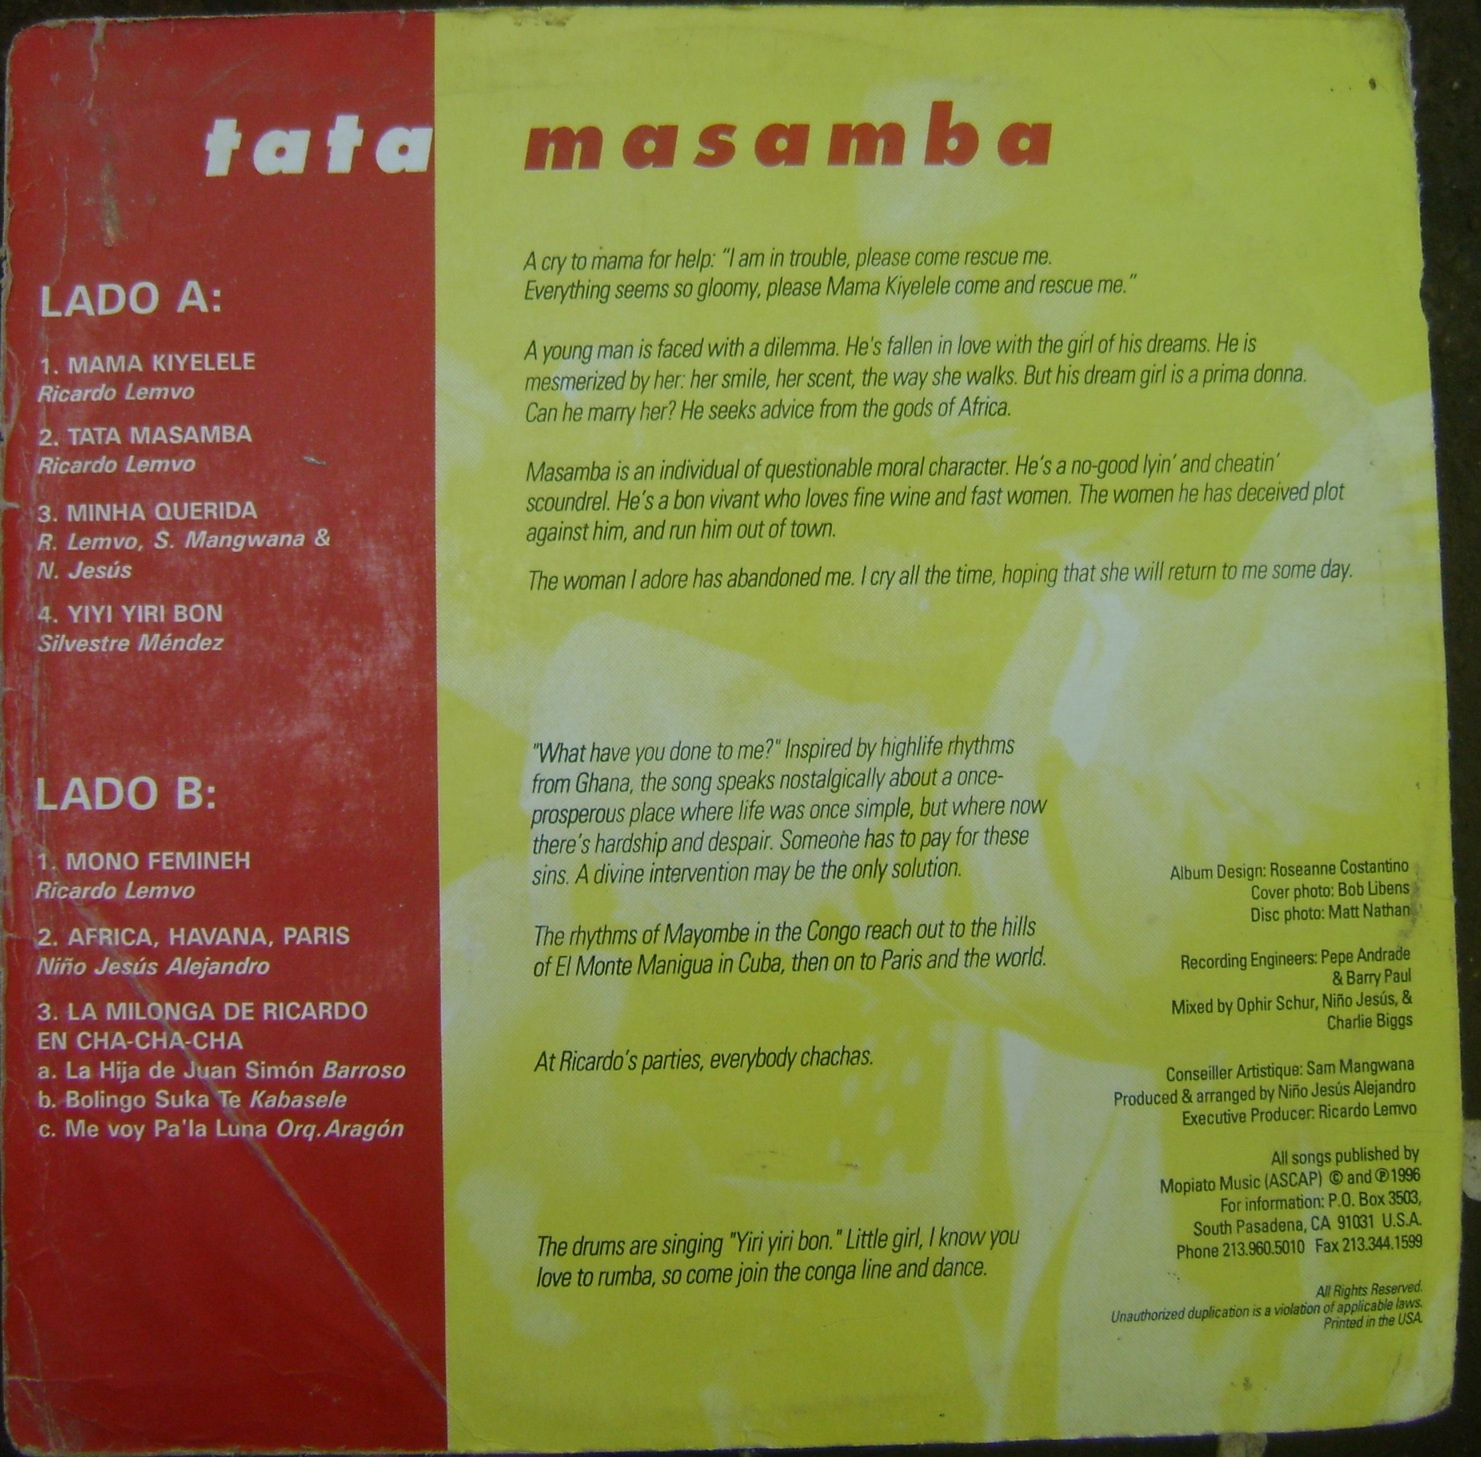 tata masamba
LADO A:
1. MAMA KIYELELE
Ricardo Lemvo
2. TATA MASAMBA
Ricardo Lemvo
3. MINHA QUERIDA
R. Lemvo, S. Mangwana &
N. Jesús
4. YIYI YIRI BON
Silvestre Méndez
LADO B:
1. MONO FEMINEH
Ricardo Lemvo
2. AFRICA, HAVANA, PARIS
Niño Jesús Alejandro
3. LA MILONGA DE RICARDO
EN CHA-CHA-CHA
a. La Hija de Juan Simón Barroso
b. Bolingo Suka Te Kabasele
c. Me voy Pa'la Luna Orq.Aragón
A cry to mama for help: "I am in trouble, please come rescue me.
Everything seems so gloomy, please Mama Kiyelele come and rescue me."
A young man is faced with a dilemma. He's fallen in love with the girl of his dreams. He is
mesmerized by her: her smile, her scent, the way she walks. But his dream girl is a prima donna.
Can he marry her? He seeks advice from the gods of Africa.
Masamba is an individual of questionable moral character. He's a no-good lyin' and cheatin'
scoundrel. He's a bon vivant who loves fine wine and fast women. The women he has deceived plot
against him, and run him out of town.
The woman I adore has abandoned me. I cry all the time, hoping that she will return to me some day.
"What have you done to me?" Inspired by highlife rhythms
from Ghana, the song speaks nostalgically about a once-
prosperous place where life was once simple, but where now
there's hardship and despair. Someone has to pay for these
sins. A divine intervention may be the only solution.
The rhythms of Mayombe in the Congo reach out to the hills
of El Monte Manigua in Cuba, then on to Paris and the world.
At Ricardo's parties, everybody chachas.
The drums are singing "Yiri yiri bon." Little girl, I know you
love to rumba, so come join the conga line and dance.
Album Design: Roseanne Costantino
Cover photo: Bob Libens
Disc photo: Matt Nathan
Recording Engineers: Pepe Andrade
& Barry Paul
Mixed by Ophir Schur, Niño Jesús, &
Charlie Biggs
Conseiller Artistique: Sam Mangwana
Produced & arranged by Niño Jesús Alejandro
Executive Producer: Ricardo Lemvo
All songs published by
Mopiato Music (ASCAP) © and ℗ 1996
For information: P.O. Box 3503,
South Pasadena, CA 91031 U.S.A.
Phone 213.960.5010 Fax 213.344.1599
All Rights Reserved.
Unauthorized duplication is a violation of applicable laws.
Printed in the USA.